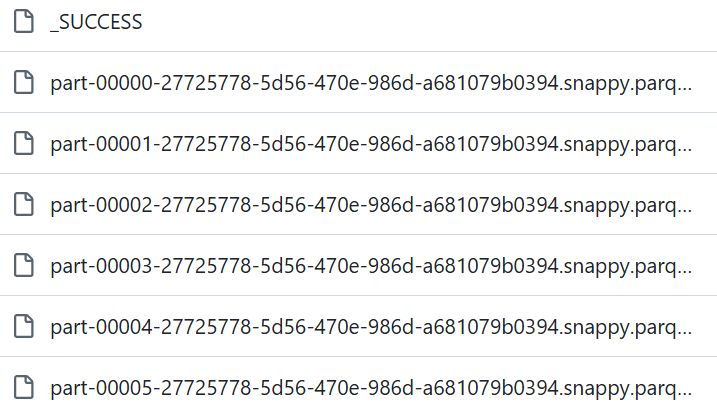 _SUCCESS
part-00000-27725778-5d56-470e-986d-a681079b0394.snappy.parq...
part-00001-27725778-5d56-470e-986d-a681079b0394.snappy.parq...
part-00002-27725778-5d56-470e-986d-a681079b0394.snappy.parq...
part-00003-27725778-5d56-470e-986d-a681079b0394.snappy.parq...
part-00004-27725778-5d56-470e-986d-a681079b0394.snappy.parq...
part-00005-27725778-5d56-470e-986d-a681079b0394.snappy.parq...